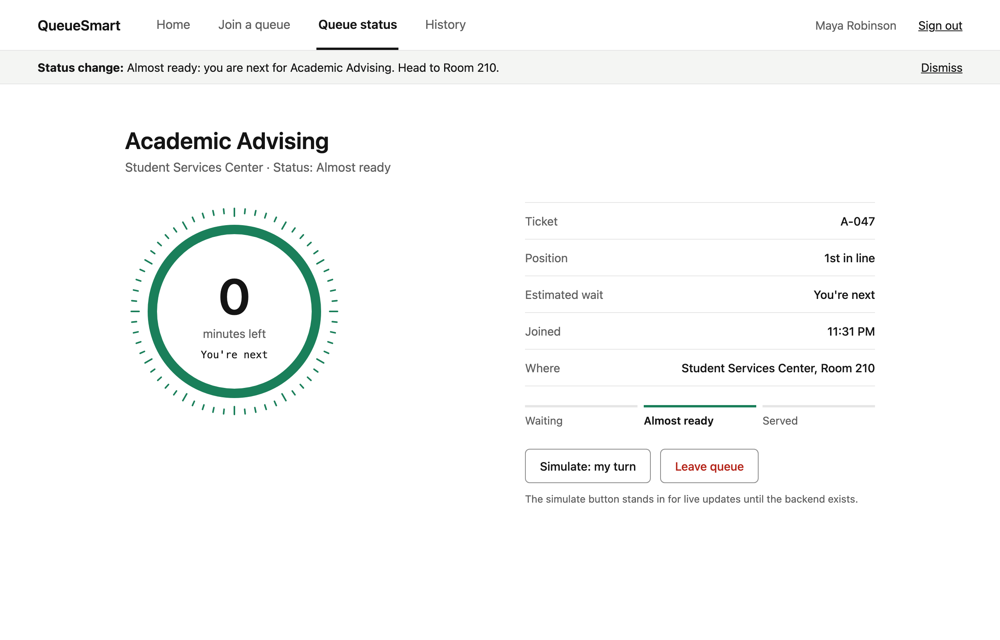 QueueSmart Home Join a queue Queue status History Maya Robinson Sign out
Status change: Almost ready: you are next for Academic Advising. Head to Room 210. Dismiss
Academic Advising
Student Services Center · Status: Almost ready
0
minutes left
You're next
Ticket A-047
Position 1st in line
Estimated wait You're next
Joined 11:31 PM
Where Student Services Center, Room 210
Waiting Almost ready Served
Simulate: my turn Leave queue
The simulate button stands in for live updates until the backend exists.